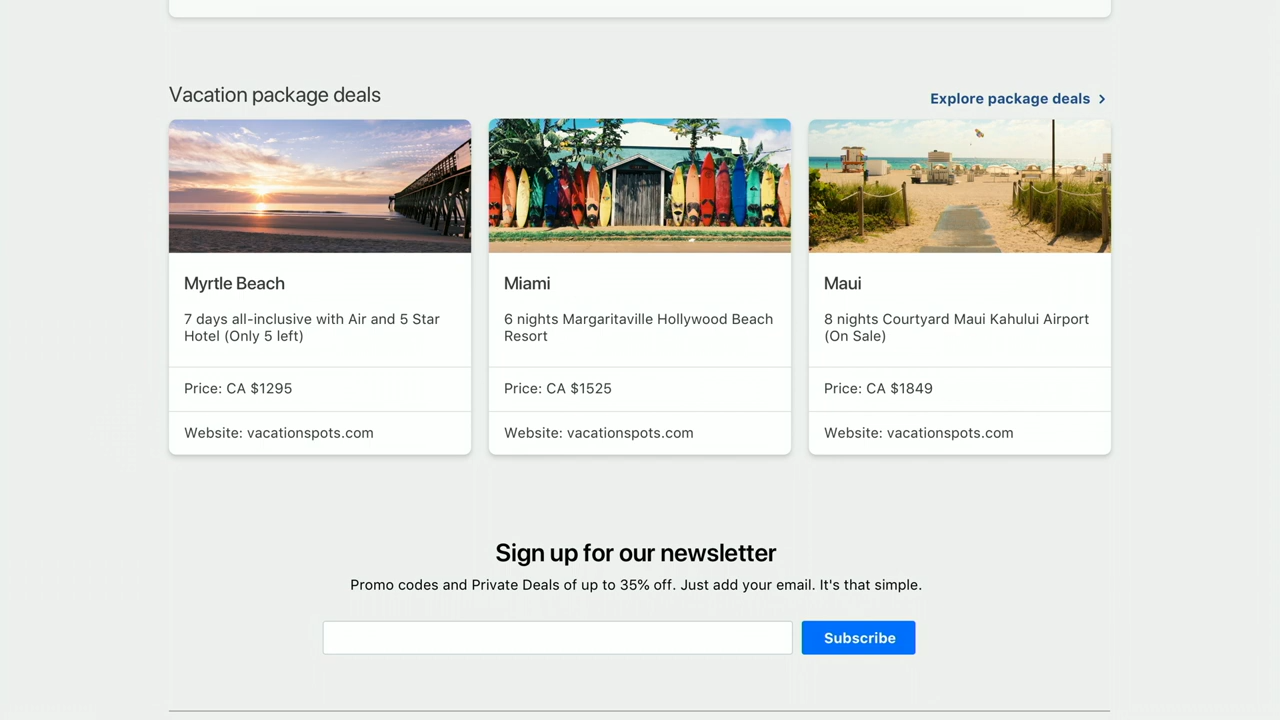 Vacation package deals
Explore package deals
Myrtle Beach
7 days all-inclusive with Air and 5 Star
Hotel (Only 5 left)
Price: CA $1295
Website: vacationspots.com
Miami
6 nights Margaritaville Hollywood Beach
Resort
Price: CA $1525
Website: vacationspots.com
Maui
8 nights Courtyard Maui Kahului Airport
(On Sale)
Price: CA $1849
Website: vacationspots.com
Sign up for our newsletter
Promo codes and Private Deals of up to 35% off. Just add your email. It's that simple.
Subscribe